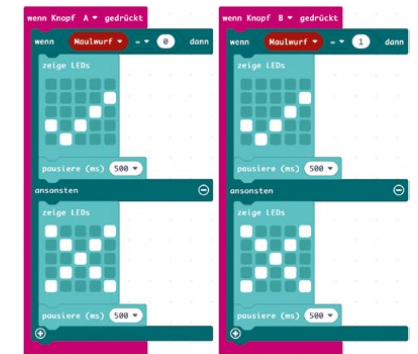 wenn Knopf A gedrückt
wenn Maulwurf = 0 dann
zeige LEDs
pausiere (ms) 500
ansonsten
zeige LEDs
pausiere (ms) 500
wenn Knopf B gedrückt
wenn Maulwurf = 1 dann
zeige LEDs
pausiere (ms) 500
ansonsten
zeige LEDs
pausiere (ms) 500